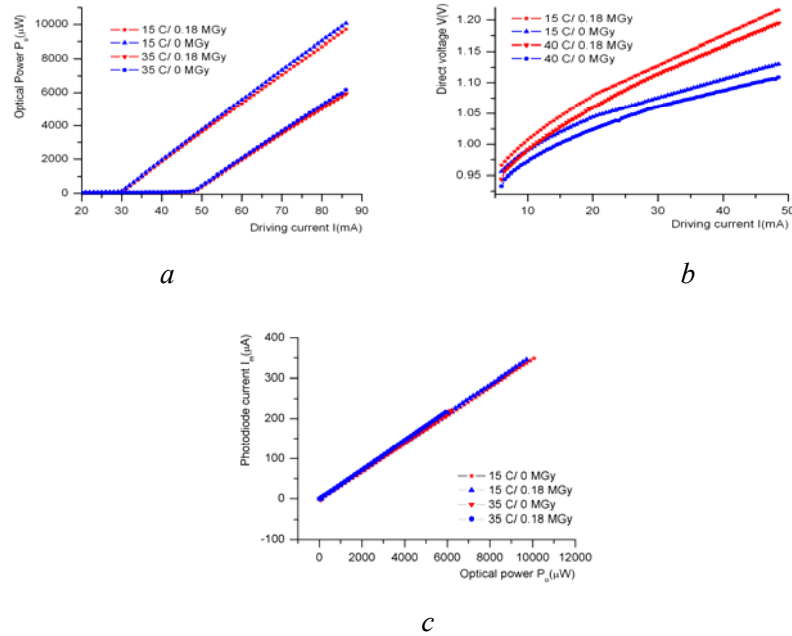 Optical Power Po(μW)
10000
8000
6000
4000
2000
0
15 C/ 0.18 MGy
15 C/ 0 MGy
35 C/ 0.18 MGy
35 C/ 0 MGy
20 30 40 50 60 70 80 90
Driving current I(mA)
a
Direct voltage V(V)
1.20
1.15
1.10
1.05
1.00
0.95
15 C/ 0.18 MGy
15 C/ 0 MGy
40 C/ 0.18 MGy
40 C/ 0 MGy
10 20 30 40 50
Driving current I(mA)
b
Photodiode current Im(μA)
400
300
200
100
0
-100
15 C/ 0 MGy
15 C/ 0.18 MGy
35 C/ 0 MGy
35 C/ 0.18 MGy
0 2000 4000 6000 8000 10000 12000
Optical power Po(μW)
c